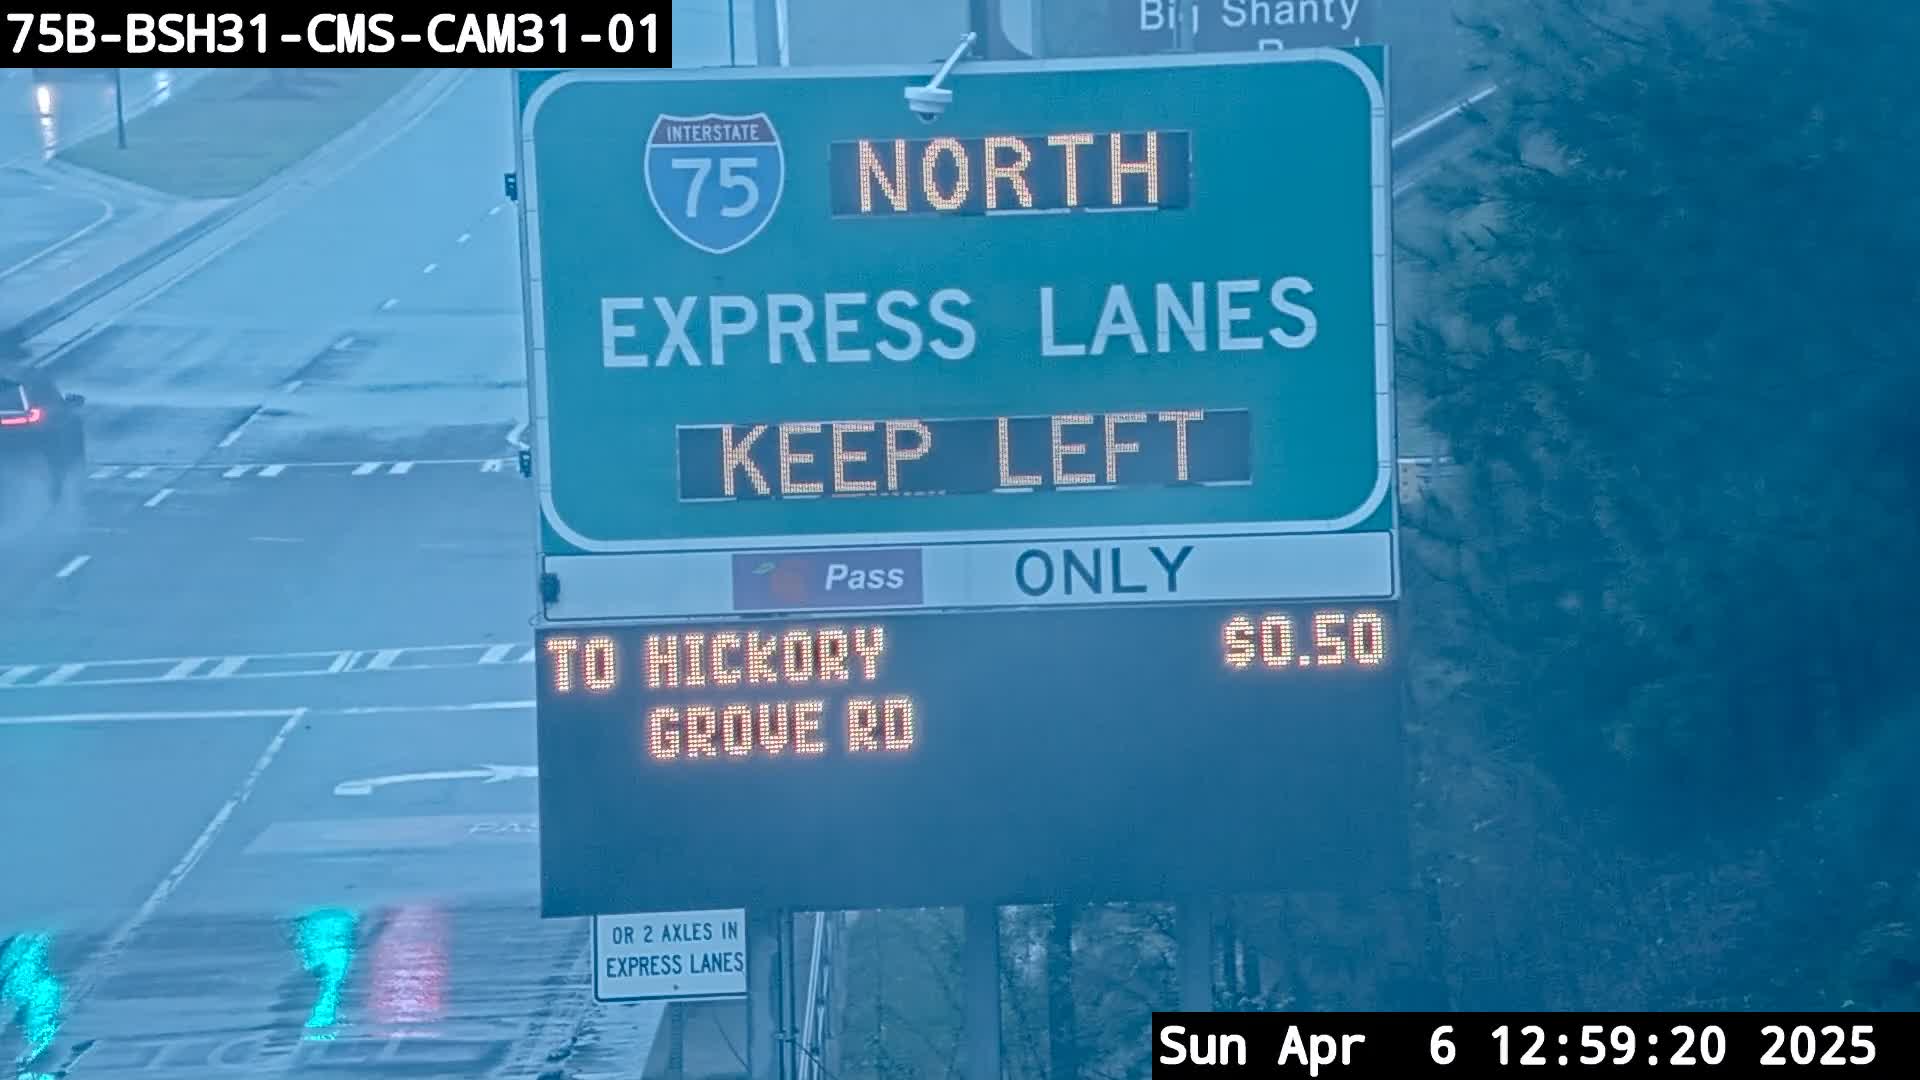 75B-BSH31-CMS-CAM31-01
Big Shanty
INTERSTATE
75
NORTH
EXPRESS LANES
KEEP LEFT
Pass ONLY
TO HICKORY $0.50
GROVE RD
OR 2 AXLES IN
EXPRESS LANES
Sun Apr 6 12:59:20 2025